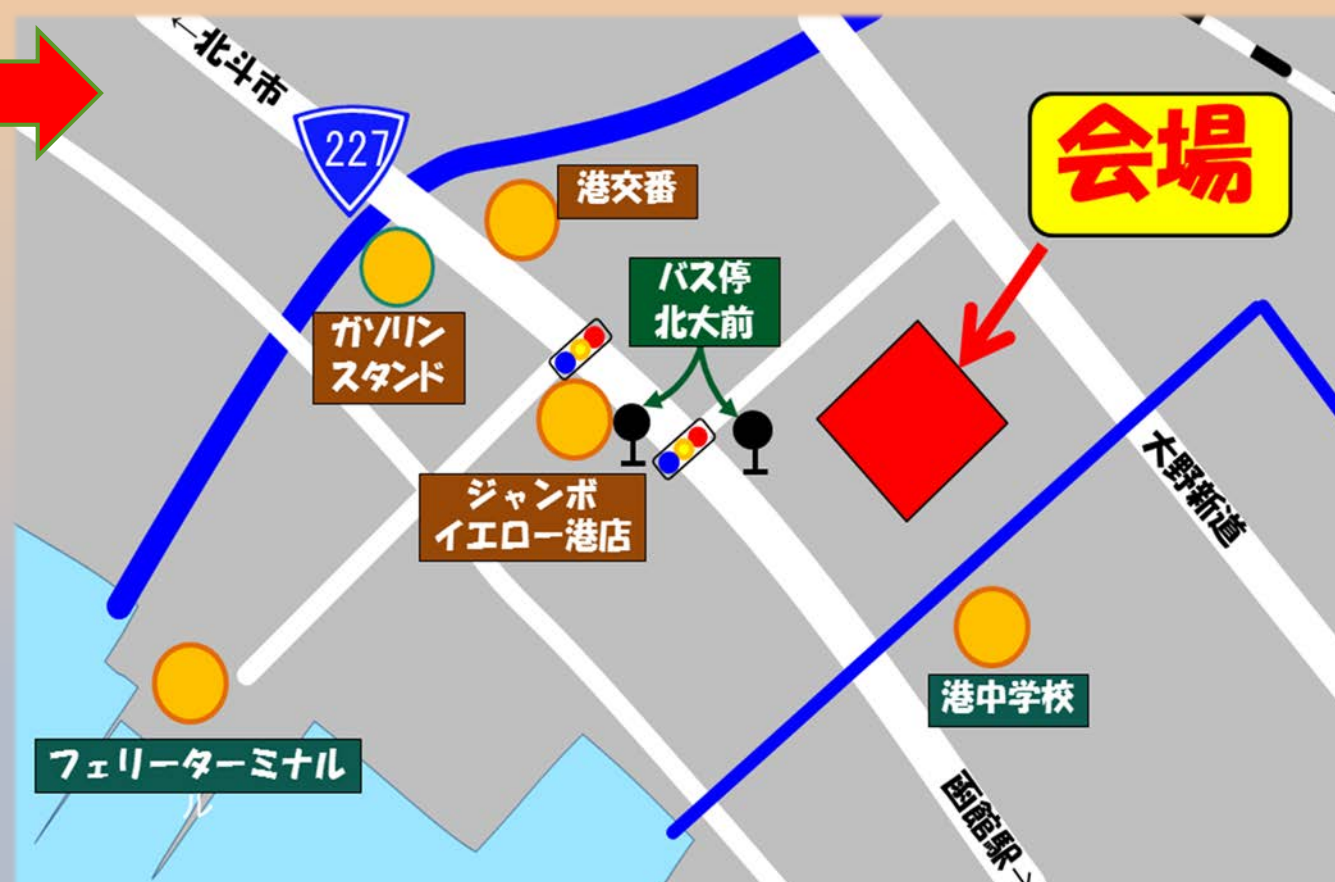 ←北斗市
227
会場
港交番
バス停
北大前
ガソリン
スタンド
ジャンボ
イエロー港店
大野新道
港中学校
フェリーターミナル
ル
函館駅→